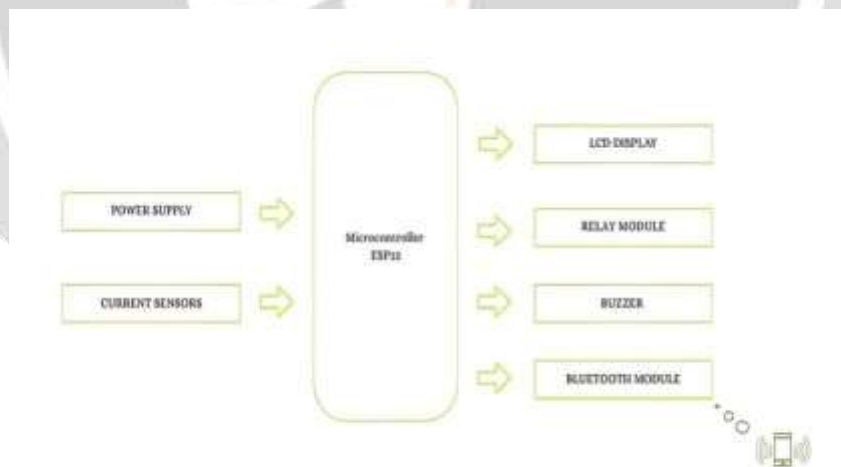 LCD DISPLAY
POWER SUPPLY
RELAY MODULE
Microcontroller
CURRENT SENSORS
BUZZER
BLUETOOTH MODULE